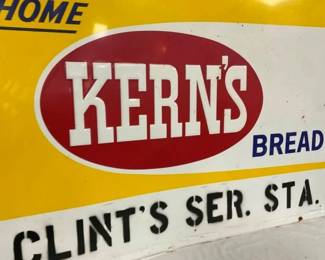 HOME
KERN'S
BREAD
CLINT'S SER. STA.